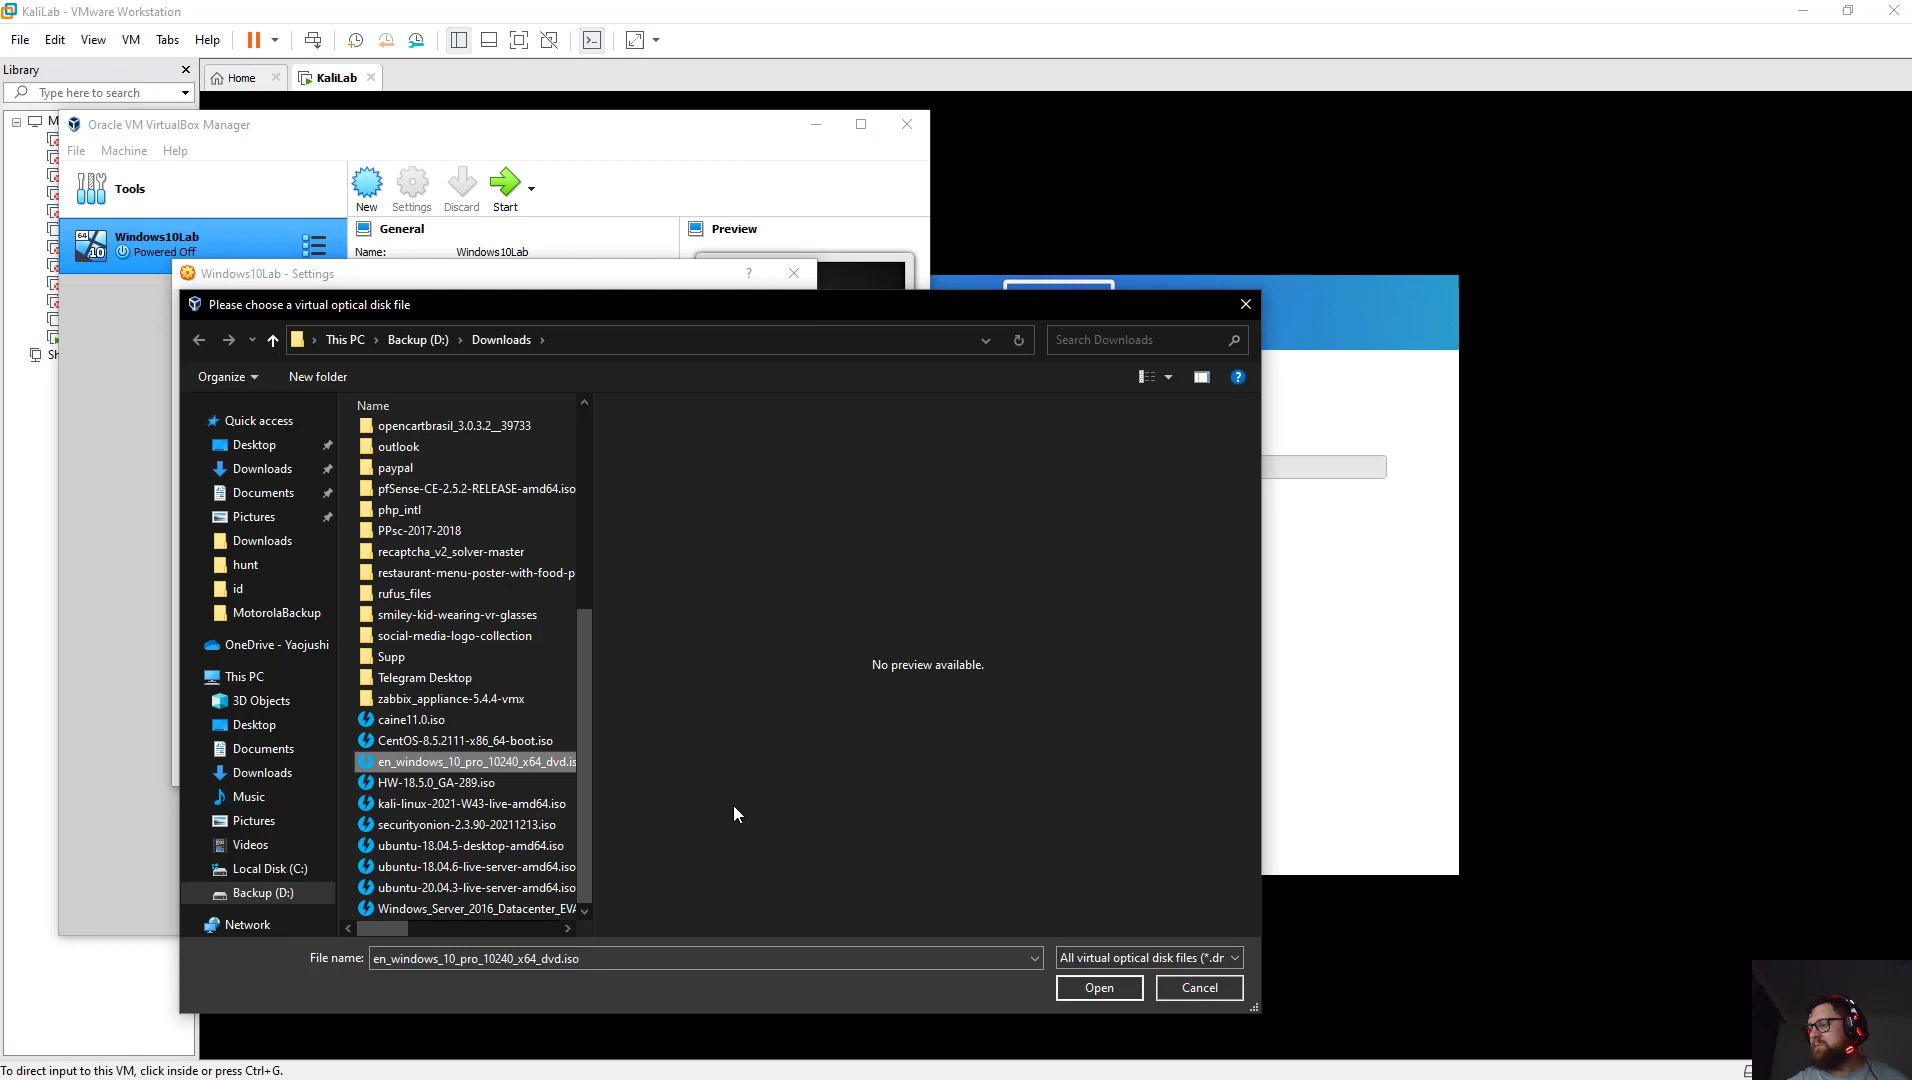 KaliLab - VMware Workstation
File Edit View VM Tabs Help
Library
Type here to search
Home
KaliLab
Oracle VM VirtualBox Manager
File Machine Help
Tools
New Settings Discard Start
Windows10Lab
Powered Off
64
10
General
Name: Windows10Lab
Preview
Windows10Lab - Settings
Please choose a virtual optical disk file
This PC Backup (D:) Downloads
Search Downloads
Organize New folder
Name
Quick access
Desktop
Downloads
Documents
Pictures
Downloads
hunt
id
MotorolaBackup
OneDrive - Yaojushi
This PC
3D Objects
Desktop
Documents
Downloads
Music
Pictures
Videos
Local Disk (C:)
Backup (D:)
Network
opencartbrasil_3.0.3.2__39733
outlook
paypal
pfSense-CE-2.5.2-RELEASE-amd64.iso
php_intl
PPsc-2017-2018
recaptcha_v2_solver-master
restaurant-menu-poster-with-food-p
rufus_files
smiley-kid-wearing-vr-glasses
social-media-logo-collection
Supp
Telegram Desktop
zabbix_appliance-5.4.4-vmx
caine11.0.iso
CentOS-8.5.2111-x86_64-boot.iso
en_windows_10_pro_10240_x64_dvd.is
HW-18.5.0_GA-289.iso
kali-linux-2021-W43-live-amd64.iso
securityonion-2.3.90-20211213.iso
ubuntu-18.04.5-desktop-amd64.iso
ubuntu-18.04.6-live-server-amd64.iso
ubuntu-20.04.3-live-server-amd64.iso
Windows_Server_2016_Datacenter_EVA
No preview available.
File name: en_windows_10_pro_10240_x64_dvd.iso
All virtual optical disk files (*.dr
Open Cancel
To direct input to this VM, click inside or press Ctrl+G.